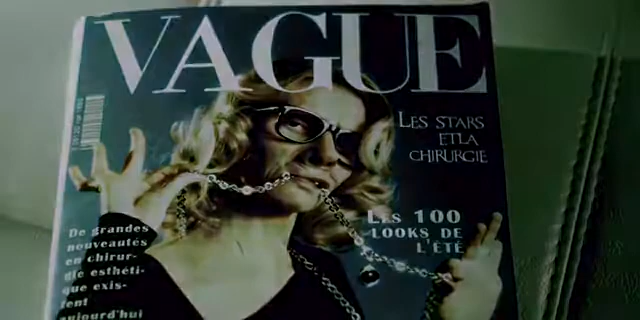 VAGUE
LES STARS
ET LA
CHIRURGIE
LES 100
LOOKS DE
L'ÉTÉ
De grandes
nouveautés
en chirur-
gie esthéti-
que exis-
tent
aujourd'hui